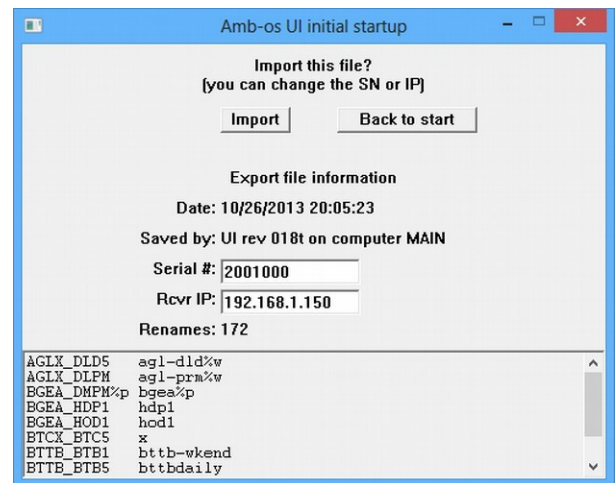 Amb-os UI initial startup
Import this file?
(you can change the SN or IP)
Import Back to start
Export file information
Date: 10/26/2013 20:05:23
Saved by: UI rev 018t on computer MAIN
Serial #: 2001000
Rcvr IP: 192.168.1.150
Renames: 172
AGLX_DLD5 agl-dld%w
AGLX_DLPM agl-prm%w
BGEA_DMPM%p bgea%p
BGEA_HDP1 hdp1
BGEA_HOD1 hod1
BTCX_BTC5 x
BTTB_BTB1 bttb-wkend
BTTB_BTB5 bttbdaily